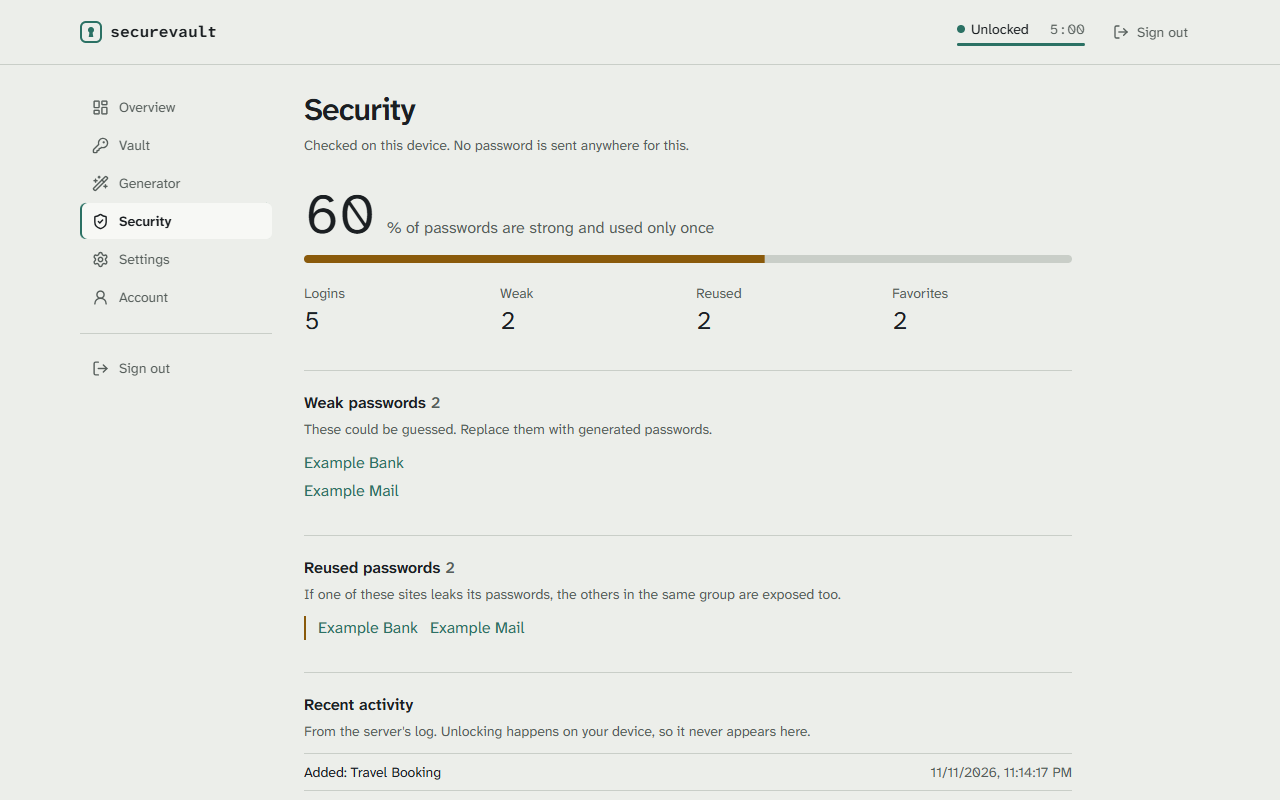 securevault
Unlocked 5:00
Sign out
Overview
Vault
Generator
Security
Settings
Account
Sign out
Security
Checked on this device. No password is sent anywhere for this.
60 % of passwords are strong and used only once
Logins Weak Reused Favorites
5 2 2 2
Weak passwords 2
These could be guessed. Replace them with generated passwords.
Example Bank
Example Mail
Reused passwords 2
If one of these sites leaks its passwords, the others in the same group are exposed too.
Example Bank Example Mail
Recent activity
From the server's log. Unlocking happens on your device, so it never appears here.
Added: Travel Booking 11/11/2026, 11:14:17 PM